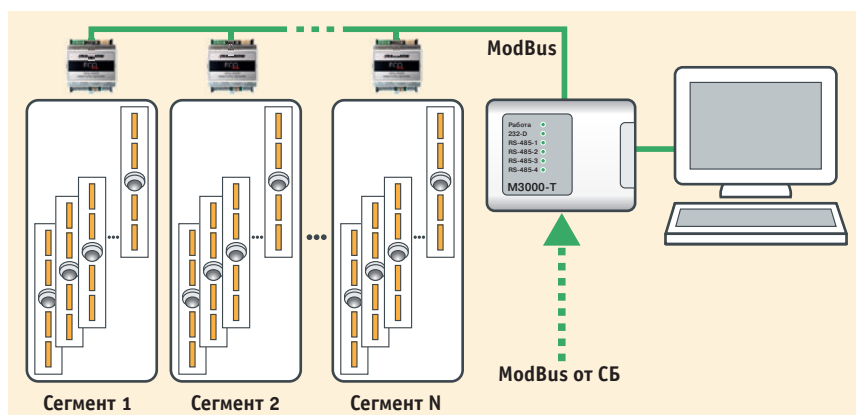 ModBus
Работа
232-D
RS-485-1
RS-485-2
RS-485-3
RS-485-4
М3000-Т
ModBus от СБ
Сегмент 1
Сегмент 2
Сегмент N